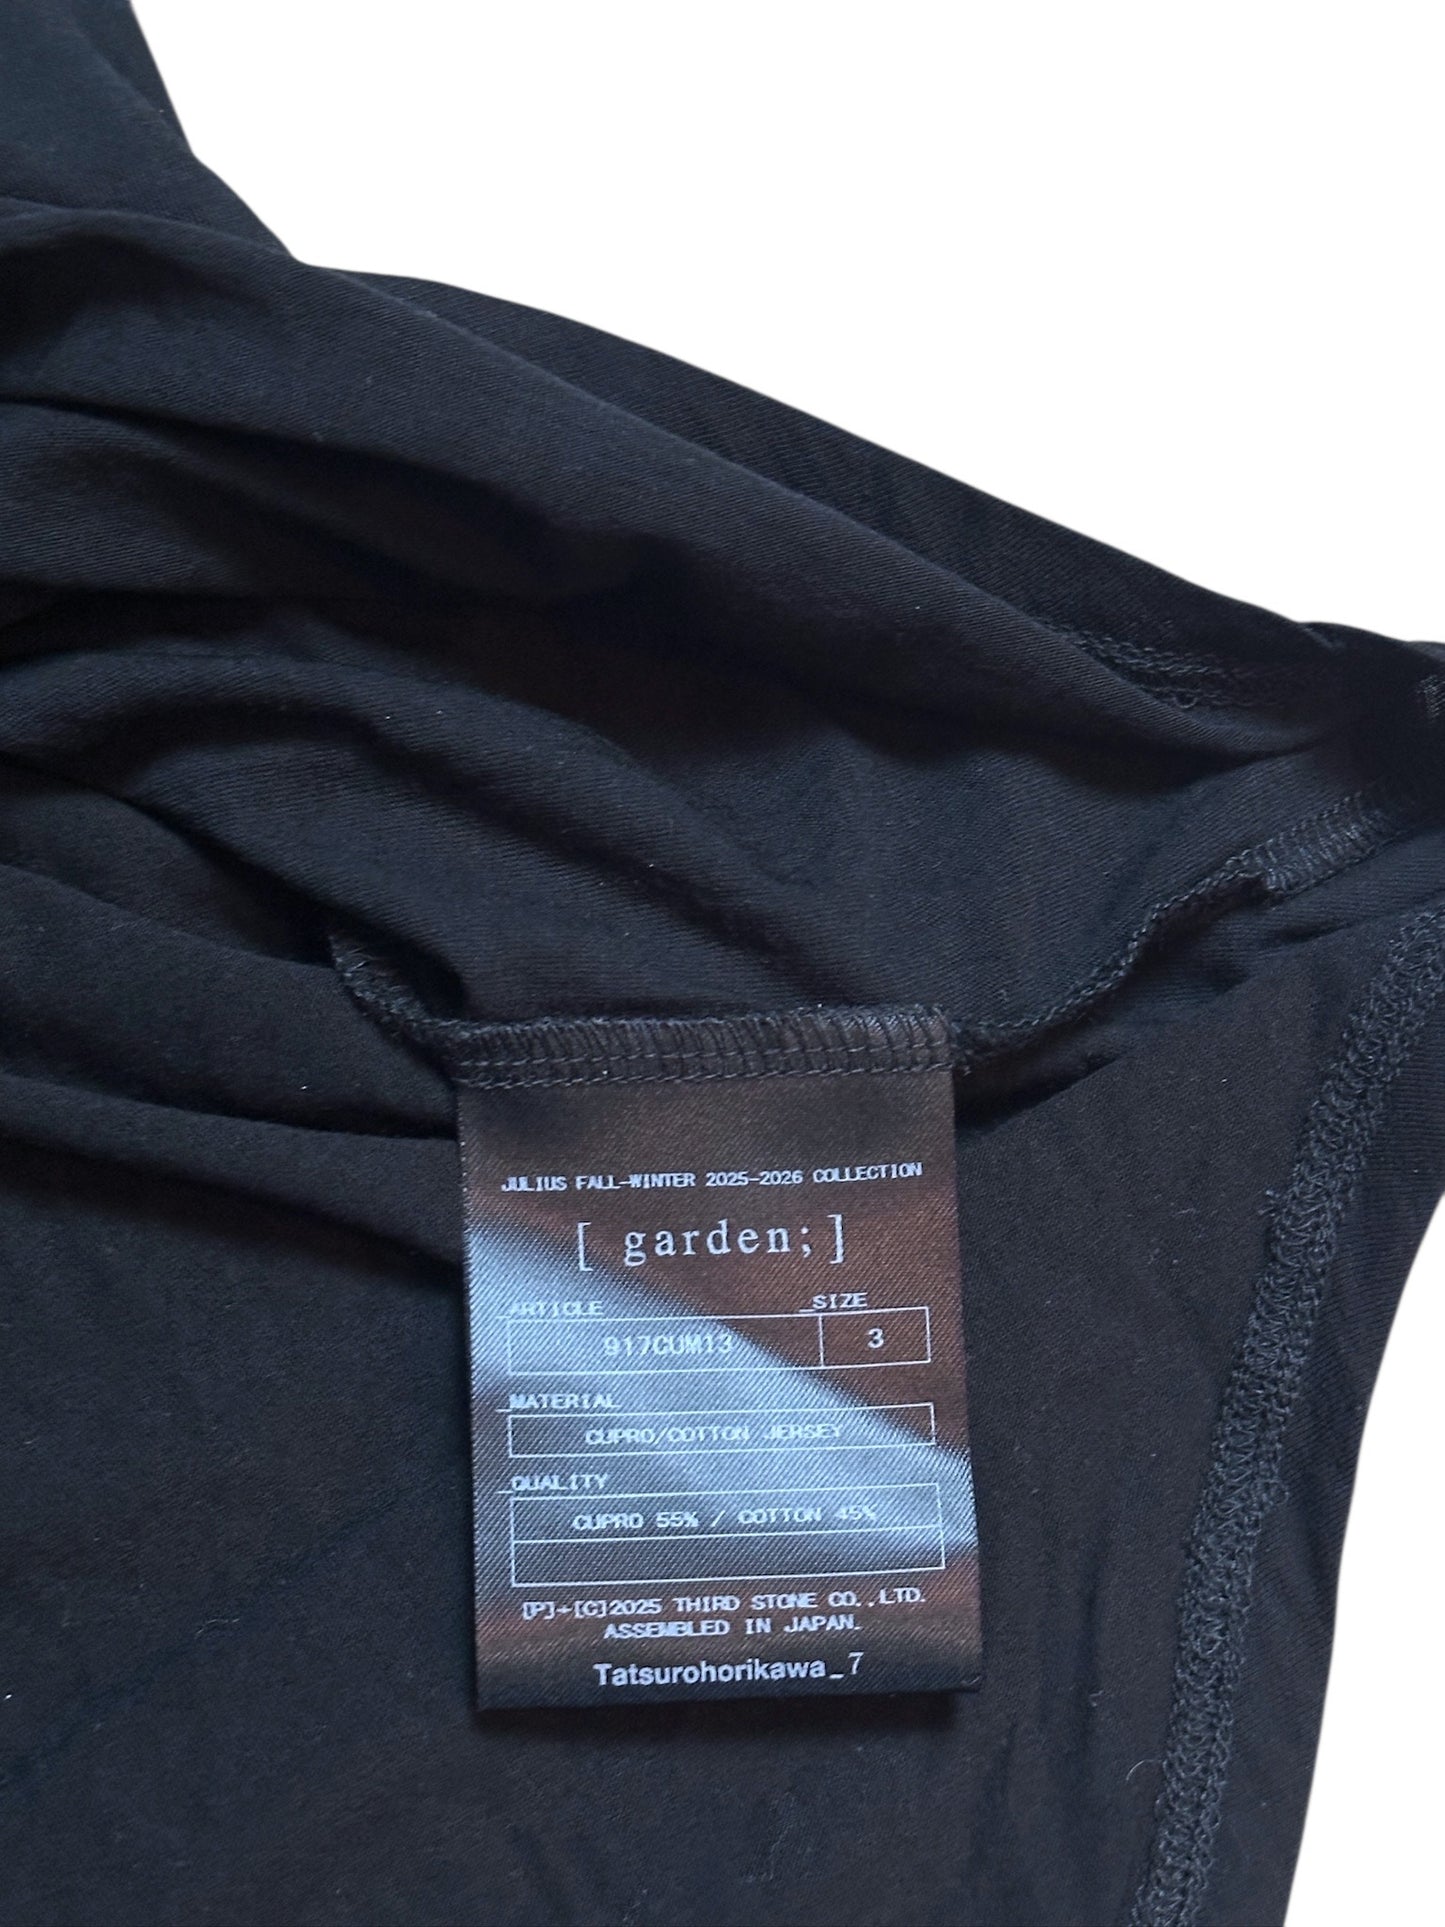 JULIUS FALL-WINTER 2025-2026 COLLECTION
[ garden; ]
_ARTICLE _SIZE
917CUM13 3
_MATERIAL
CUPRO/COTTON JERSEY
_QUALITY
CUPRO 55% / COTTON 45%
[P]+[C]2025 THIRD STONE CO.,LTD.
ASSEMBLED IN JAPAN.
Tatsurohorikawa_7